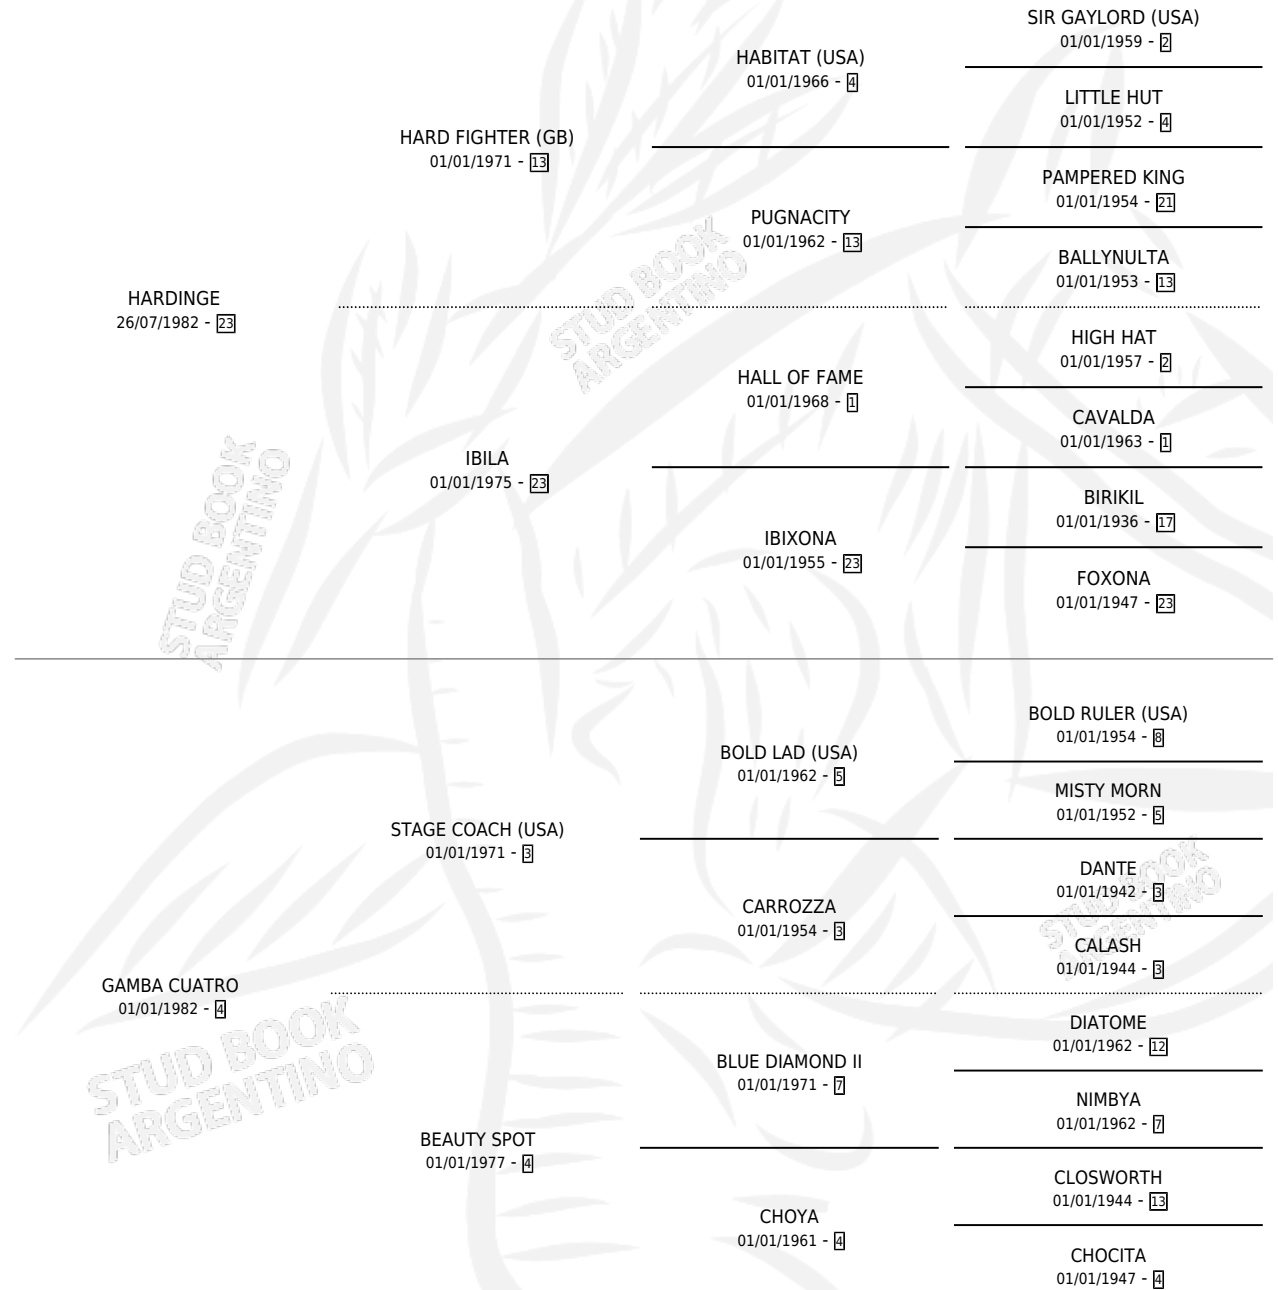 SIR GAYLORD (USA)
01/01/1959 - 2
HABITAT (USA)
01/01/1966 - 4
LITTLE HUT
01/01/1952 - 4
HARD FIGHTER (GB)
01/01/1971 - 13
PAMPERED KING
01/01/1954 - 21
PUGNACITY
01/01/1962 - 13
BALLYNULTA
01/01/1953 - 13
HARDINGE
26/07/1982 - 23
STUD BOOK
ARGENTINO
HIGH HAT
01/01/1957 - 2
HALL OF FAME
01/01/1968 - 1
CAVALDA
01/01/1963 - 1
IBILA
01/01/1975 - 23
BIRIKIL
01/01/1936 - 17
IBIXONA
01/01/1955 - 23
FOXONA
01/01/1947 - 23
STUD BOOK
ARGENTINO
BOLD RULER (USA)
01/01/1954 - 8
BOLD LAD (USA)
01/01/1962 - 5
MISTY MORN
01/01/1952 - 5
STAGE COACH (USA)
01/01/1971 - 3
DANTE
01/01/1942 - 3
CARROZZA
01/01/1954 - 3
STUD BOOK
ARGENTINO
CALASH
01/01/1944 - 3
GAMBA CUATRO
01/01/1982 - 4
STUD BOOK
ARGENTINO
DIATOME
01/01/1962 - 12
BLUE DIAMOND II
01/01/1971 - 7
NIMBYA
01/01/1962 - 7
BEAUTY SPOT
01/01/1977 - 4
CLOSWORTH
01/01/1944 - 13
CHOYA
01/01/1961 - 4
CHOCITA
01/01/1947 - 4